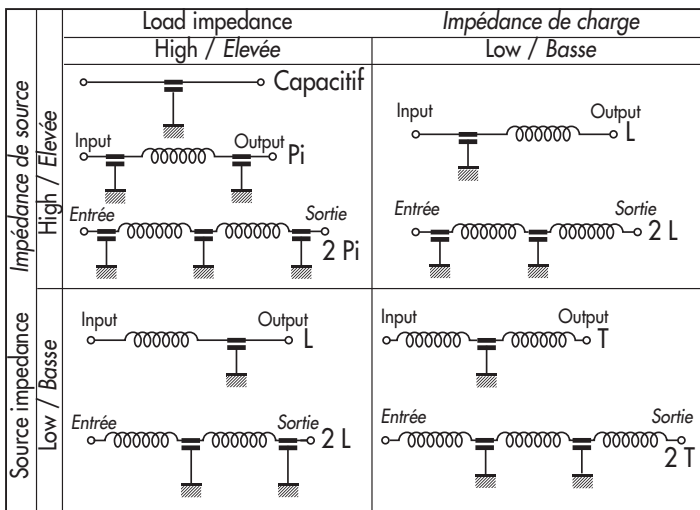 Load impedance Impédance de charge
High / Elevée Low / Basse
Impédance de source
High / Elevée
Capacitif
Input Output Pi
Entrée Sortie 2 Pi
Input Output L
Entrée Sortie 2 L
Source impedance
Low / Basse
Input Output L
Entrée Sortie 2 L
Input Output T
Entrée Sortie 2 T